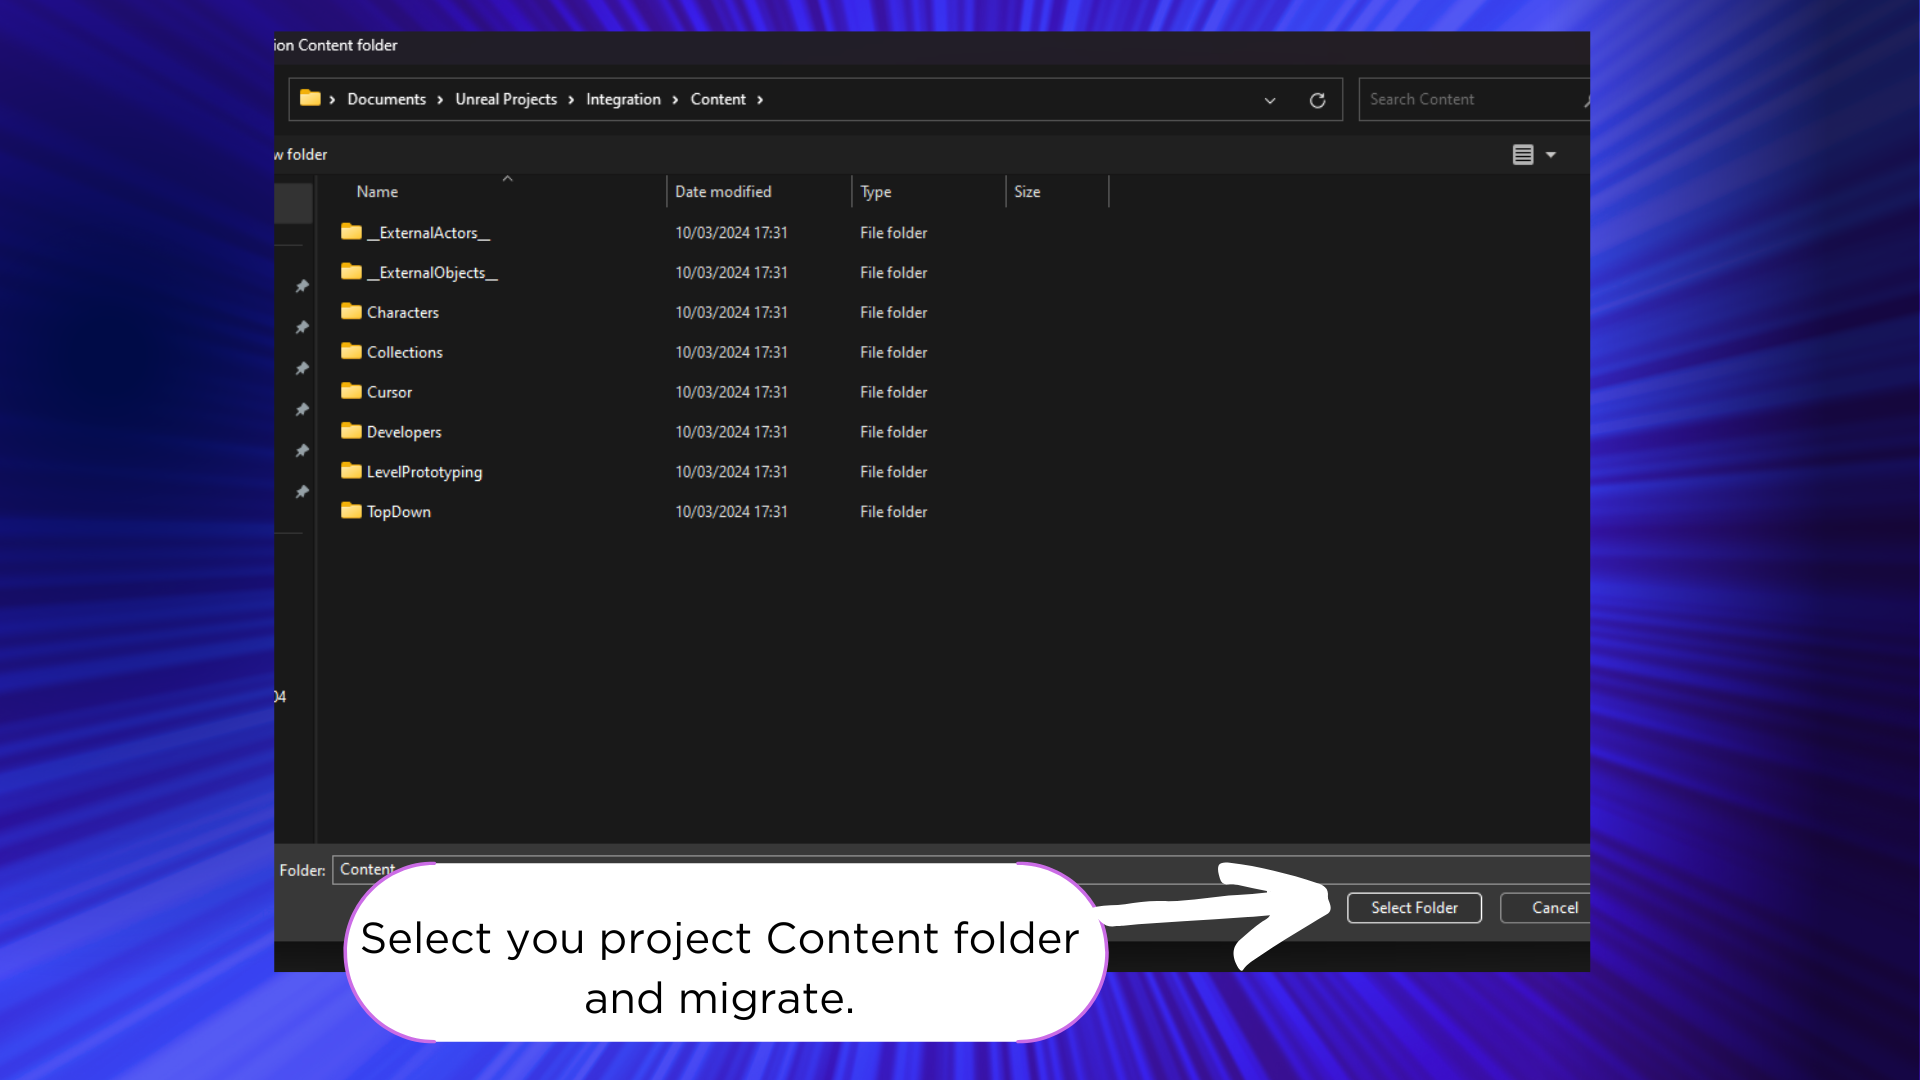 ion Content folder
Documents > Unreal Projects > Integration > Content >
Search Content
w folder
Name Date modified Type Size
__ExternalActors__ 10/03/2024 17:31 File folder
__ExternalObjects__ 10/03/2024 17:31 File folder
Characters 10/03/2024 17:31 File folder
Collections 10/03/2024 17:31 File folder
Cursor 10/03/2024 17:31 File folder
Developers 10/03/2024 17:31 File folder
LevelPrototyping 10/03/2024 17:31 File folder
TopDown 10/03/2024 17:31 File folder
04
Folder: Content
Select Folder Cancel
Select you project Content folder
and migrate.